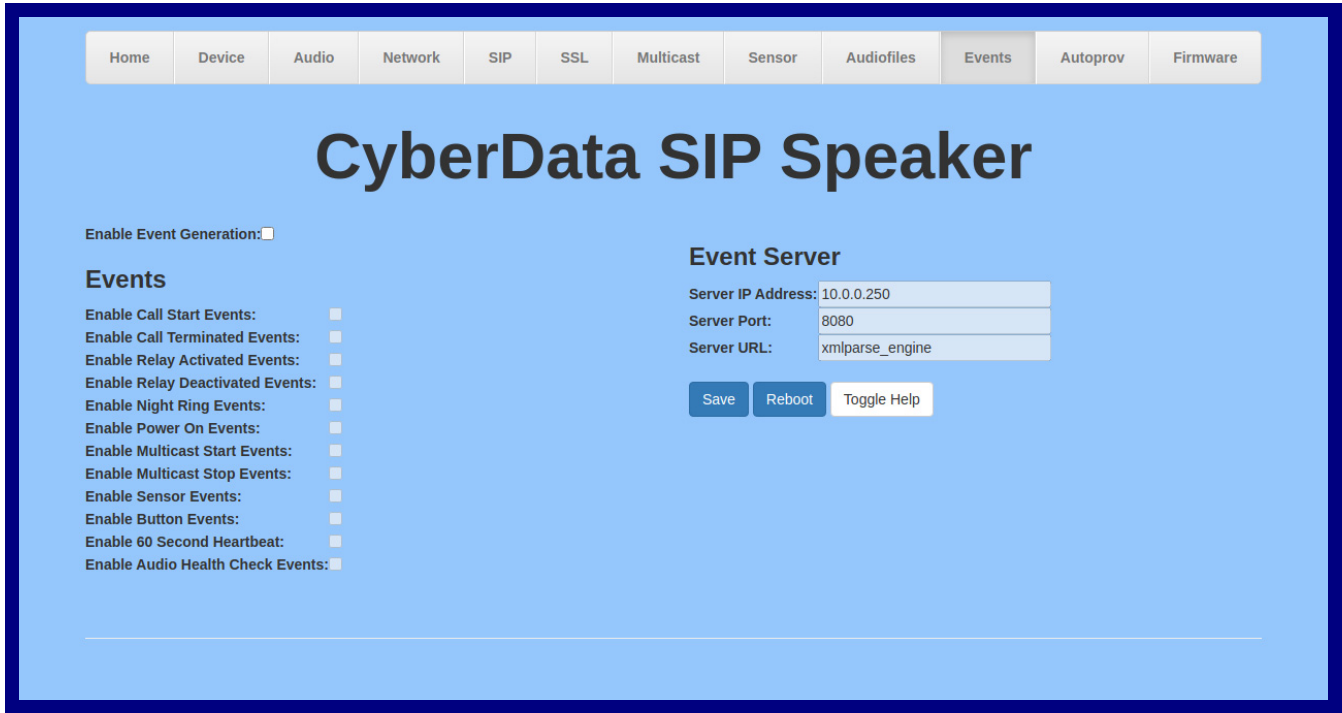 Home Device Audio Network SIP SSL Multicast Sensor Audiofiles Events Autoprov Firmware
CyberData SIP Speaker
Enable Event Generation:
Events
Enable Call Start Events:
Enable Call Terminated Events:
Enable Relay Activated Events:
Enable Relay Deactivated Events:
Enable Night Ring Events:
Enable Power On Events:
Enable Multicast Start Events:
Enable Multicast Stop Events:
Enable Sensor Events:
Enable Button Events:
Enable 60 Second Heartbeat:
Enable Audio Health Check Events:
Event Server
Server IP Address: 10.0.0.250
Server Port: 8080
Server URL: xmlparse_engine
Save Reboot Toggle Help